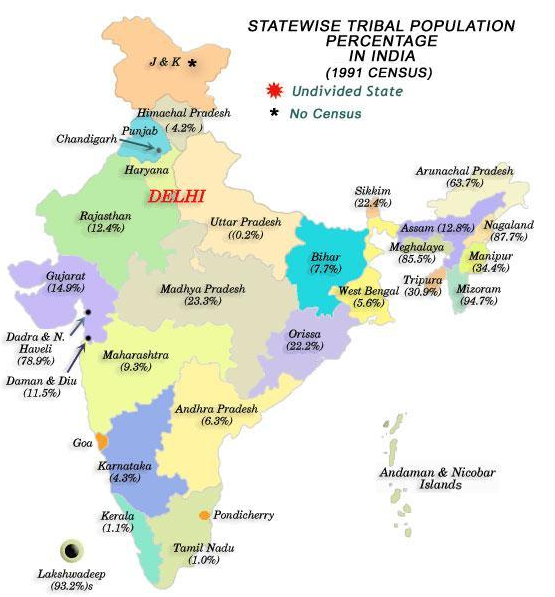 STATEWISE TRIBAL POPULATION
PERCENTAGE
IN INDIA
(1991 CENSUS)
Undivided State
* No Census
J & K *
Himachal Pradesh
(4.2%)
Punjab
Chandigarh
Haryana
DELHI
Rajasthan
(12.4%)
Uttar Pradesh
((0.2%)
Sikkim
(22.4%)
Arunachal Pradesh
(63.7%)
Assam (12.8%)
Nagaland
(87.7%)
Meghalaya
(85.5%)
Manipur
(34.4%)
Tripura
(30.9%)
Mizoram
(94.7%)
Bihar
(7.7%)
West Bengal
(5.6%)
Gujarat
(14.9%)
Madhya Pradesh
(23.3%)
Dadra & N.
Haveli
(78.9%)
Daman & Diu
(11.5%)
Maharashtra
(9.3%)
Orissa
(22.2%)
Andhra Pradesh
(6.3%)
Goa
Karnataka
(4.3%)
Andaman & Nicobar
Islands
Kerala
(1.1%)
Pondicherry
Tamil Nadu
(1.0%)
Lakshwadeep
(93.2%)s